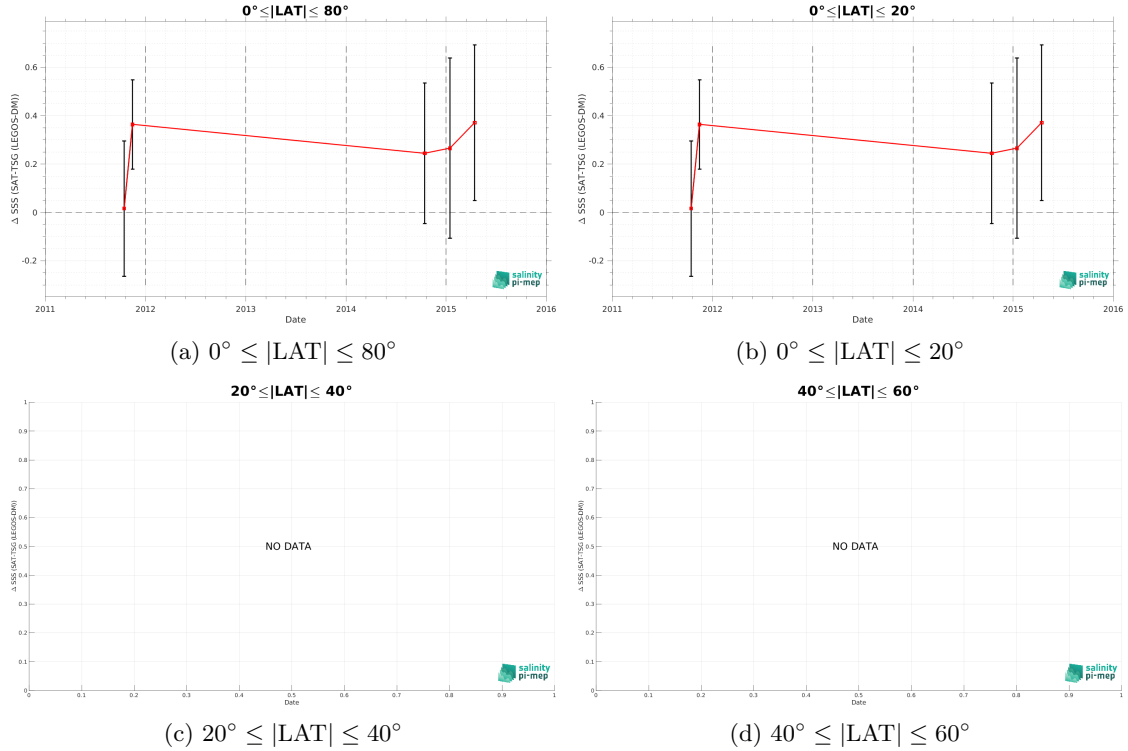 0°≤|LAT|≤ 80°
Δ SSS (SAT-TSG (LEGOS-DM))
0.6
0.4
0.2
0
-0.2
2011 2012 2013 2014 2015 2016
Date
salinity
pi-mep
(a) 0° ≤ |LAT| ≤ 80°
0°≤|LAT|≤ 20°
Δ SSS (SAT-TSG (LEGOS-DM))
0.6
0.4
0.2
0
-0.2
2011 2012 2013 2014 2015 2016
Date
salinity
pi-mep
(b) 0° ≤ |LAT| ≤ 20°
20°≤|LAT|≤ 40°
Δ SSS (SAT-TSG (LEGOS-DM))
1
0.9
0.8
0.7
0.6
0.5
0.4
0.3
0.2
0.1
0
NO DATA
0 0.1 0.2 0.3 0.4 0.5 0.6 0.7 0.8 0.9 1
Date
salinity
pi-mep
(c) 20° ≤ |LAT| ≤ 40°
40°≤|LAT|≤ 60°
Δ SSS (SAT-TSG (LEGOS-DM))
1
0.9
0.8
0.7
0.6
0.5
0.4
0.3
0.2
0.1
0
NO DATA
0 0.1 0.2 0.3 0.4 0.5 0.6 0.7 0.8 0.9 1
Date
salinity
pi-mep
(d) 40° ≤ |LAT| ≤ 60°